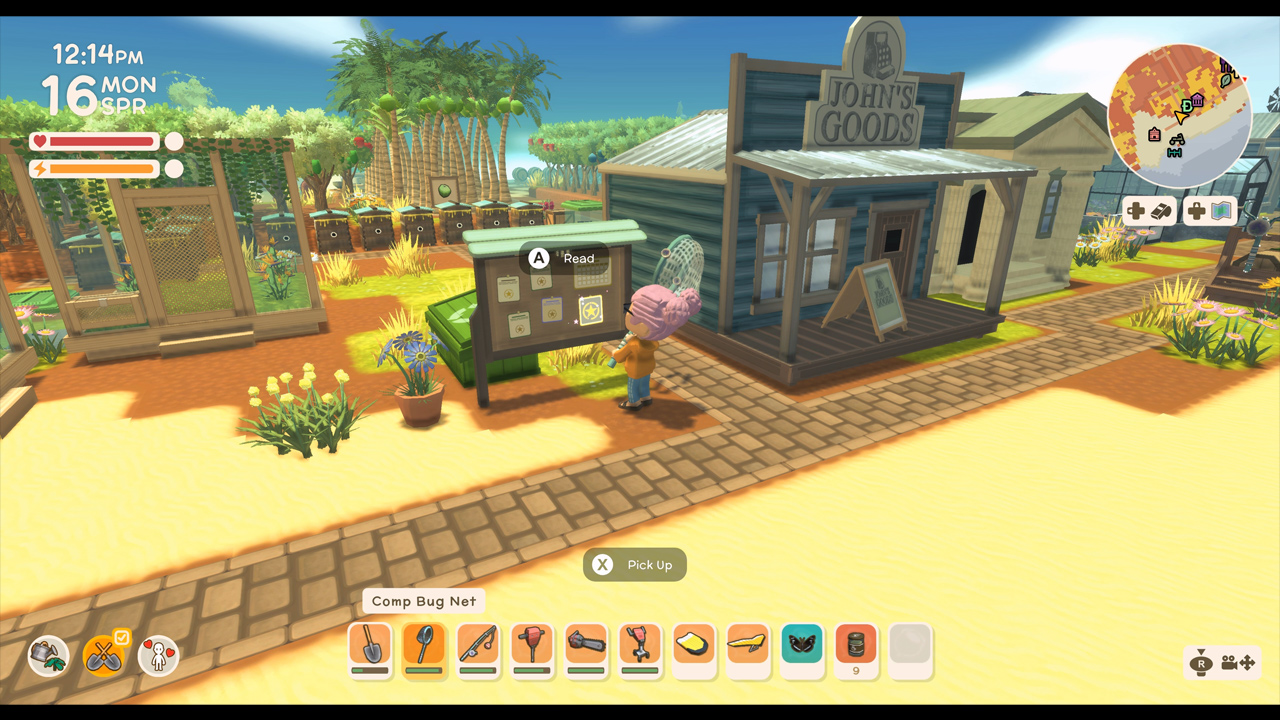 12:14PM
16 MON
SPR
JOHN'S
GOODS
A Read
X Pick Up
Comp Bug Net
9
R